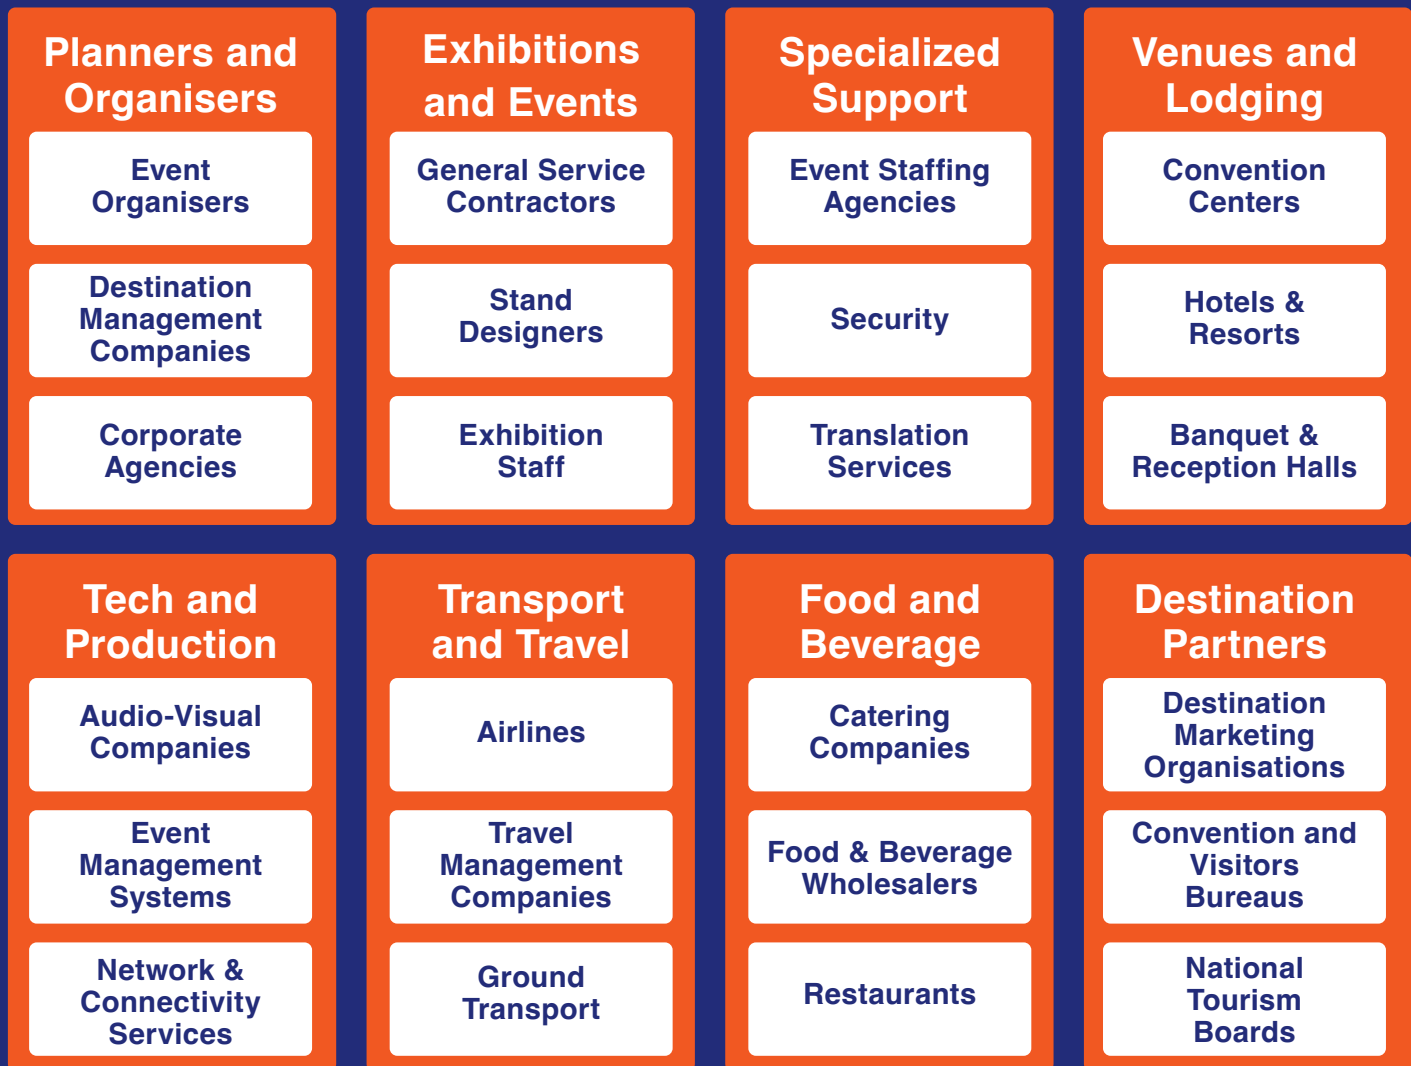 Planners and
Organisers
Event
Organisers
Destination
Management
Companies
Corporate
Agencies
Exhibitions
and Events
General Service
Contractors
Stand
Designers
Exhibition
Staff
Specialized
Support
Event Staffing
Agencies
Security
Translation
Services
Venues and
Lodging
Convention
Centers
Hotels &
Resorts
Banquet &
Reception Halls
Tech and
Production
Audio-Visual
Companies
Event
Management
Systems
Network &
Connectivity
Services
Transport
and Travel
Airlines
Travel
Management
Companies
Ground
Transport
Food and
Beverage
Catering
Companies
Food & Beverage
Wholesalers
Restaurants
Destination
Partners
Destination
Marketing
Organisations
Convention and
Visitors
Bureaus
National
Tourism
Boards